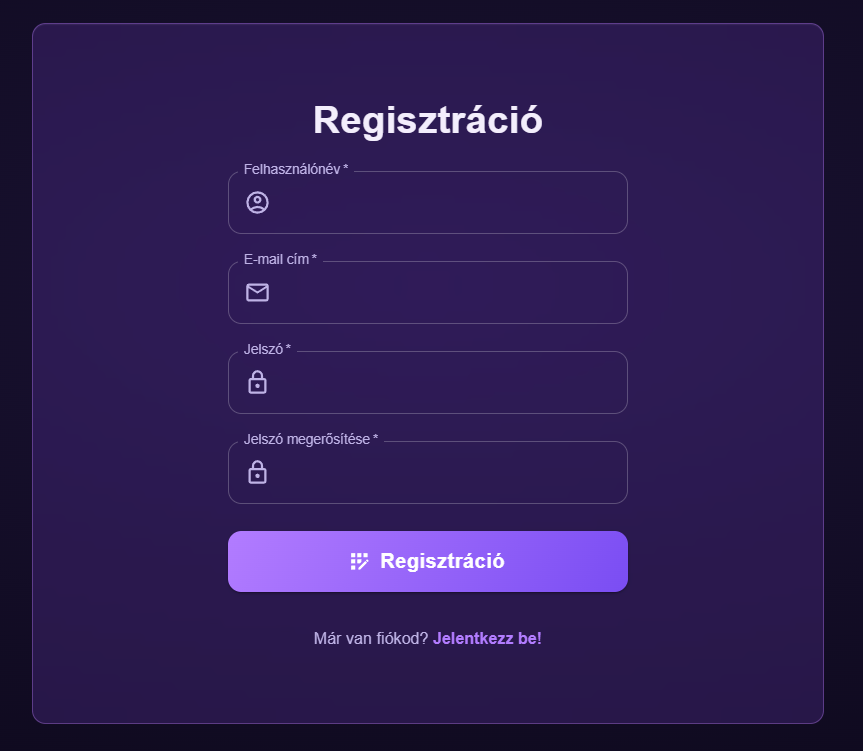 Regisztráció
Felhasználónév *
E-mail cím *
Jelszó *
Jelszó megerősítése *
Regisztráció
Már van fiókod? Jelentkezz be!